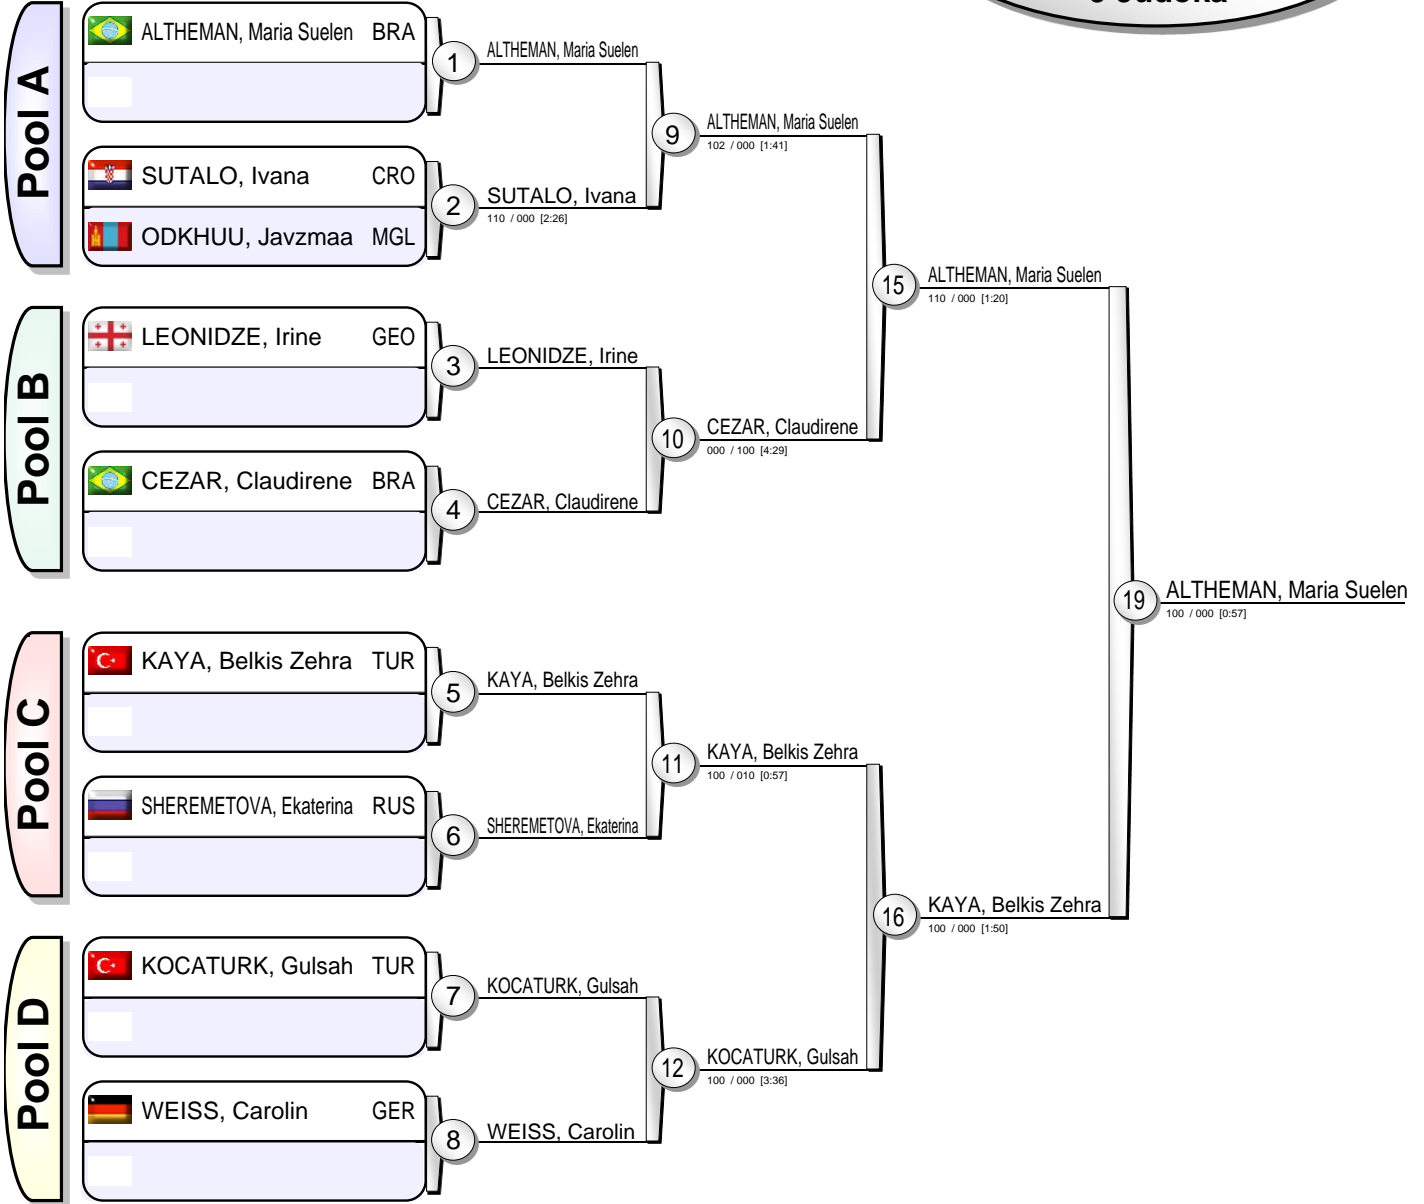 9 Judoka
Pool A
ALTHEMAN, Maria Suelen BRA
1
ALTHEMAN, Maria Suelen
SUTALO, Ivana CRO
ODKHUU, Javzmaa MGL
2
SUTALO, Ivana
110 / 000 [2:26]
9
ALTHEMAN, Maria Suelen
102 / 000 [1:41]
Pool B
LEONIDZE, Irine GEO
3
LEONIDZE, Irine
CEZAR, Claudirene BRA
4
CEZAR, Claudirene
10
CEZAR, Claudirene
000 / 100 [4:29]
15
ALTHEMAN, Maria Suelen
110 / 000 [1:20]
Pool C
KAYA, Belkis Zehra TUR
5
KAYA, Belkis Zehra
SHEREMETOVA, Ekaterina RUS
6
SHEREMETOVA, Ekaterina
11
KAYA, Belkis Zehra
100 / 010 [0:57]
Pool D
KOCATURK, Gulsah TUR
7
KOCATURK, Gulsah
WEISS, Carolin GER
8
WEISS, Carolin
12
KOCATURK, Gulsah
100 / 000 [3:36]
16
KAYA, Belkis Zehra
100 / 000 [1:50]
19
ALTHEMAN, Maria Suelen
100 / 000 [0:57]